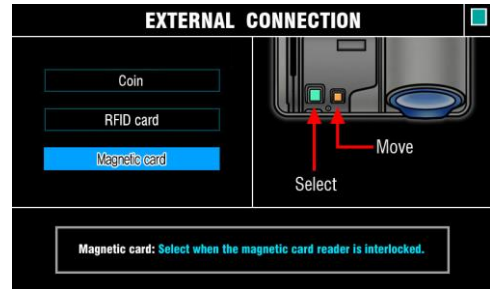 EXTERNAL CONNECTION
Coin
RFID card
Magnetic card
Move
Select
Magnetic card: Select when the magnetic card reader is interlocked.